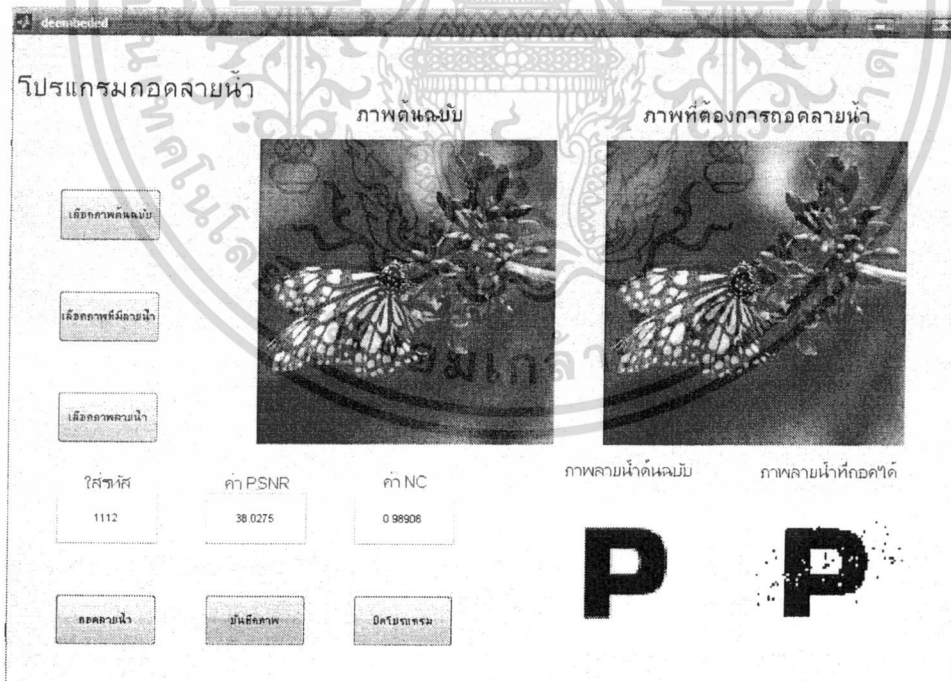 deembeded
โปรแกรมถอดลายน้ำ
ภาพต้นฉบับ
ภาพที่ต้องการถอดลายน้ำ
เลือกภาพต้นฉบับ
เลือกภาพที่มีลายน้ำ
เลือกภาพลายน้ำ
ใส่รหัส
ค่า PSNR
ค่า NC
ภาพลายน้ำต้นฉบับ
ภาพลายน้ำที่ถอดได้
1112
38.0275
0.98906
P
P
ถอดลายน้ำ
บันทึกภาพ
ปิดโปรแกรม